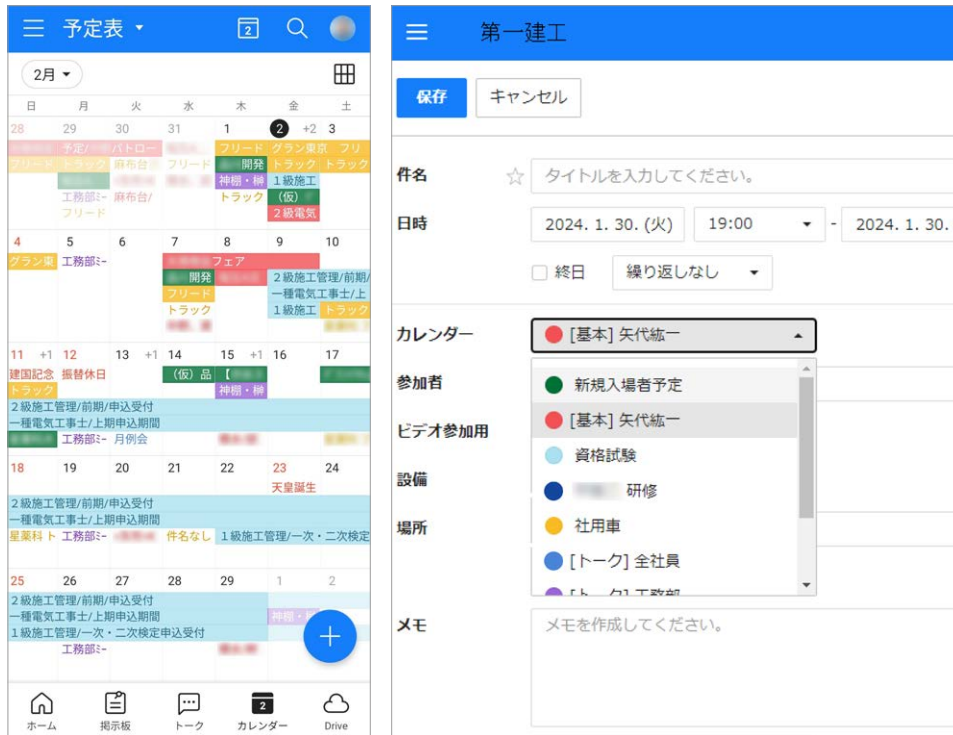 予定表
2
2月
日 月 火 水 木 金 土
28 29 30 31 1 2 +2 3
予定/ パトロー フリード グラン東京 フリ
フリード トラック 麻布台 フリード 開発 トラック トラック
神棚・榊 1級施工
工務部ミー 麻布台/ トラック (仮)
フリード 2級電気
4 5 6 7 8 9 10
グラン東 工務部ミー フェア
開発 2級施工管理/前期/
フリード 一種電気工事士/上
トラック 1級施工 トラック
11 +1 12 13 +1 14 15 +1 16 17
建国記念 振替休日 (仮)品 【
トラック 神棚・榊
2級施工管理/前期/申込受付
一種電気工事士/上期申込期間
工務部ミー 月例会
18 19 20 21 22 23 24
天皇誕生
2級施工管理/前期/申込受付
一種電気工事士/上期申込期間
星薬科 ト 工務部ミー 件名なし 1級施工管理/一次・二次検定
25 26 27 28 29 1 2
2級施工管理/前期/申込受付
一種電気工事士/上期申込期間 神棚・
1級施工管理/一次・二次検定申込受付
工務部ミー
ホーム 掲示板 トーク 2 カレンダー Drive
第一建工
保存 キャンセル
件名 タイトルを入力してください。
日時 2024. 1. 30. (火) 19:00 - 2024. 1. 30.
終日 繰り返しなし
カレンダー [基本] 矢代紘一
参加者 新規入場者予定
[基本] 矢代紘一
ビデオ参加用
資格試験
設備 研修
場所 社用車
[トーク] 全社員
[トーク] 工務部
メモ メモを作成してください。